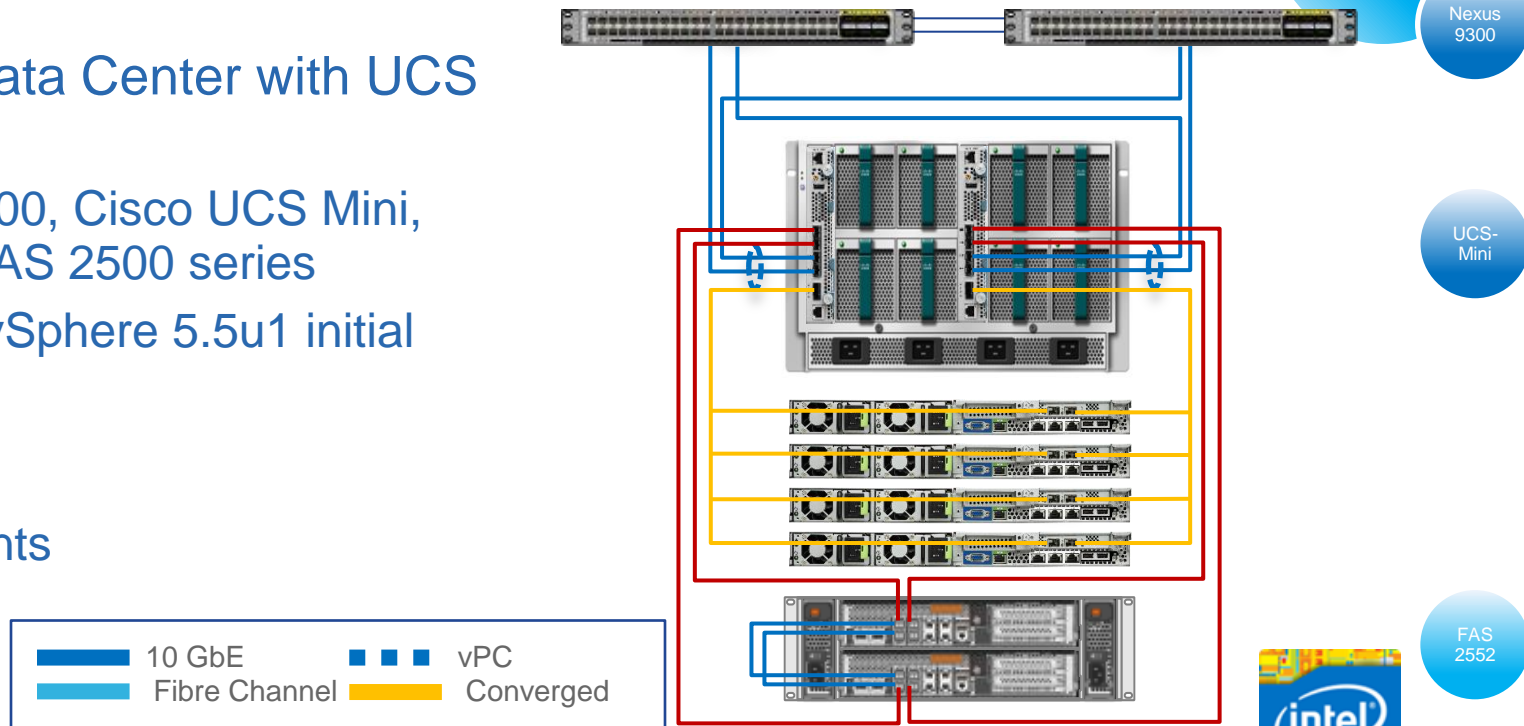 ata Center with UCS
00, Cisco UCS Mini,
AS 2500 series
vSphere 5.5u1 initial
nts
10 GbE
vPC
Fibre Channel
Converged
Nexus
9300
UCS-
Mini
FAS
2552
intel